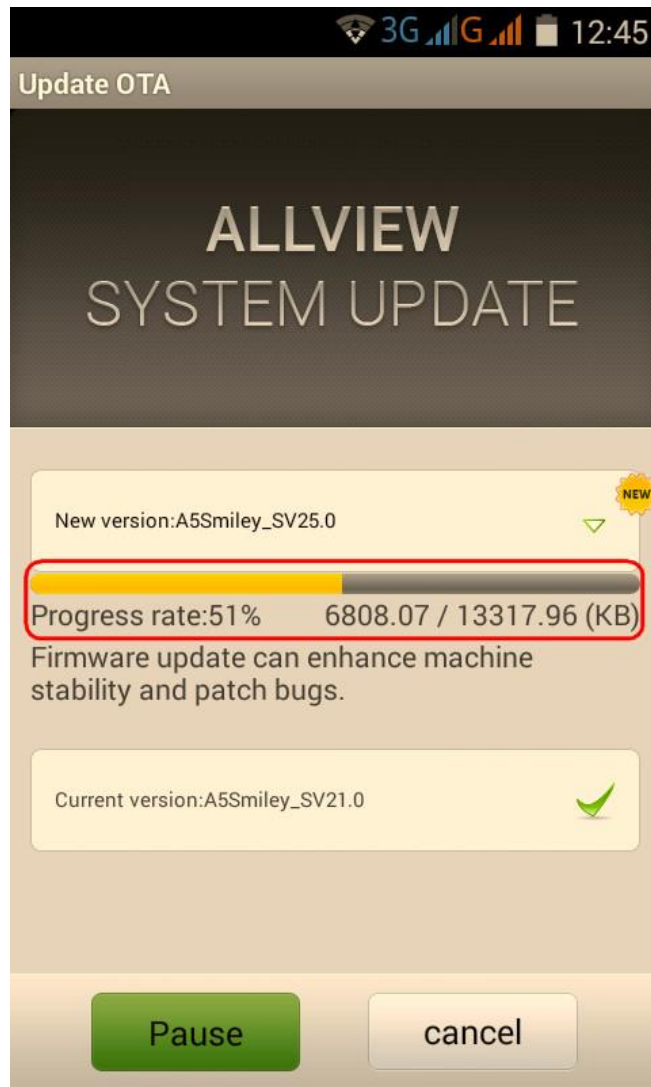 3G G 12:45
Update OTA
ALLVIEW
SYSTEM UPDATE
NEW
New version:A5Smiley_SV25.0
Progress rate:51% 6808.07 / 13317.96 (KB)
Firmware update can enhance machine
stability and patch bugs.
Current version:A5Smiley_SV21.0
Pause cancel